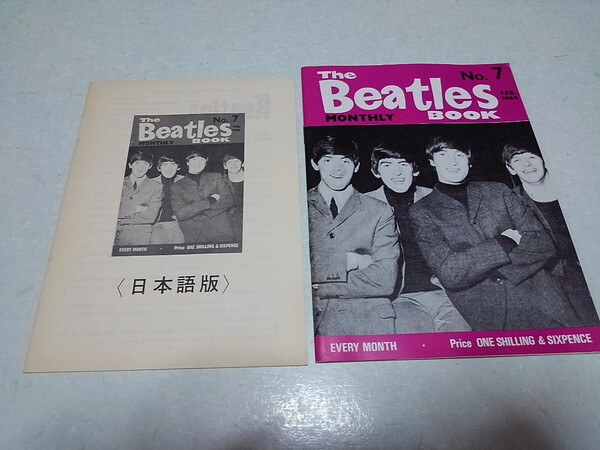 The
No. 7
Beatles
MONTHLY
BOOK
EVERY MONTH · Price ONE SHILLING & SIXPENCE
〈日本語版〉
The
No. 7
Beatles
FEB.
1964
MONTHLY
BOOK
EVERY MONTH · Price ONE SHILLING & SIXPENCE